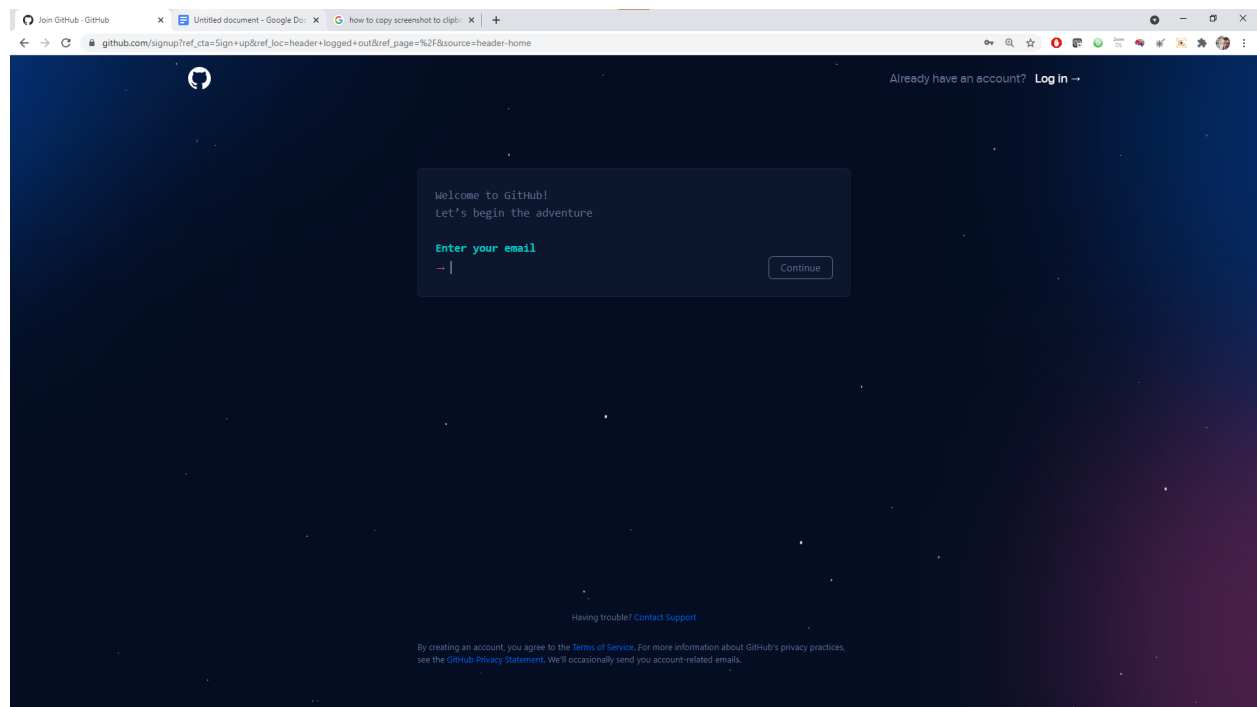 Join GitHub · GitHub
Untitled document - Google Doc
how to copy screenshot to clipbo
github.com/signup?ref_cta=Sign+up&ref_loc=header+logged+out&ref_page=%2F&source=header-home
Already have an account? Log in →
Welcome to GitHub!
Let’s begin the adventure
Enter your email
→
Continue
Having trouble? Contact Support
By creating an account, you agree to the Terms of Service. For more information about GitHub's privacy practices,
see the GitHub Privacy Statement. We'll occasionally send you account-related emails.